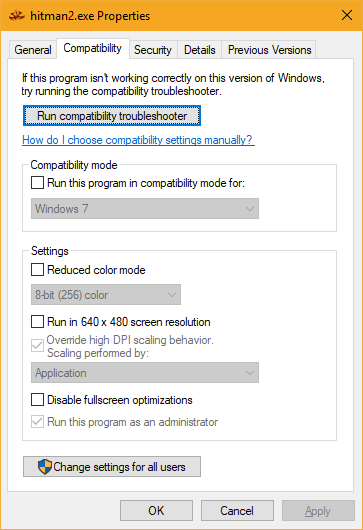 hitman2.exe Properties
General Compatibility Security Details Previous Versions
If this program isn't working correctly on this version of Windows,
try running the compatibility troubleshooter.
Run compatibility troubleshooter
How do I choose compatibility settings manually?
Compatibility mode
Run this program in compatibility mode for:
Windows 7
Settings
Reduced color mode
8-bit (256) color
Run in 640 x 480 screen resolution
Override high DPI scaling behavior.
Scaling performed by:
Application
Disable fullscreen optimizations
Run this program as an administrator
Change settings for all users
OK Cancel Apply